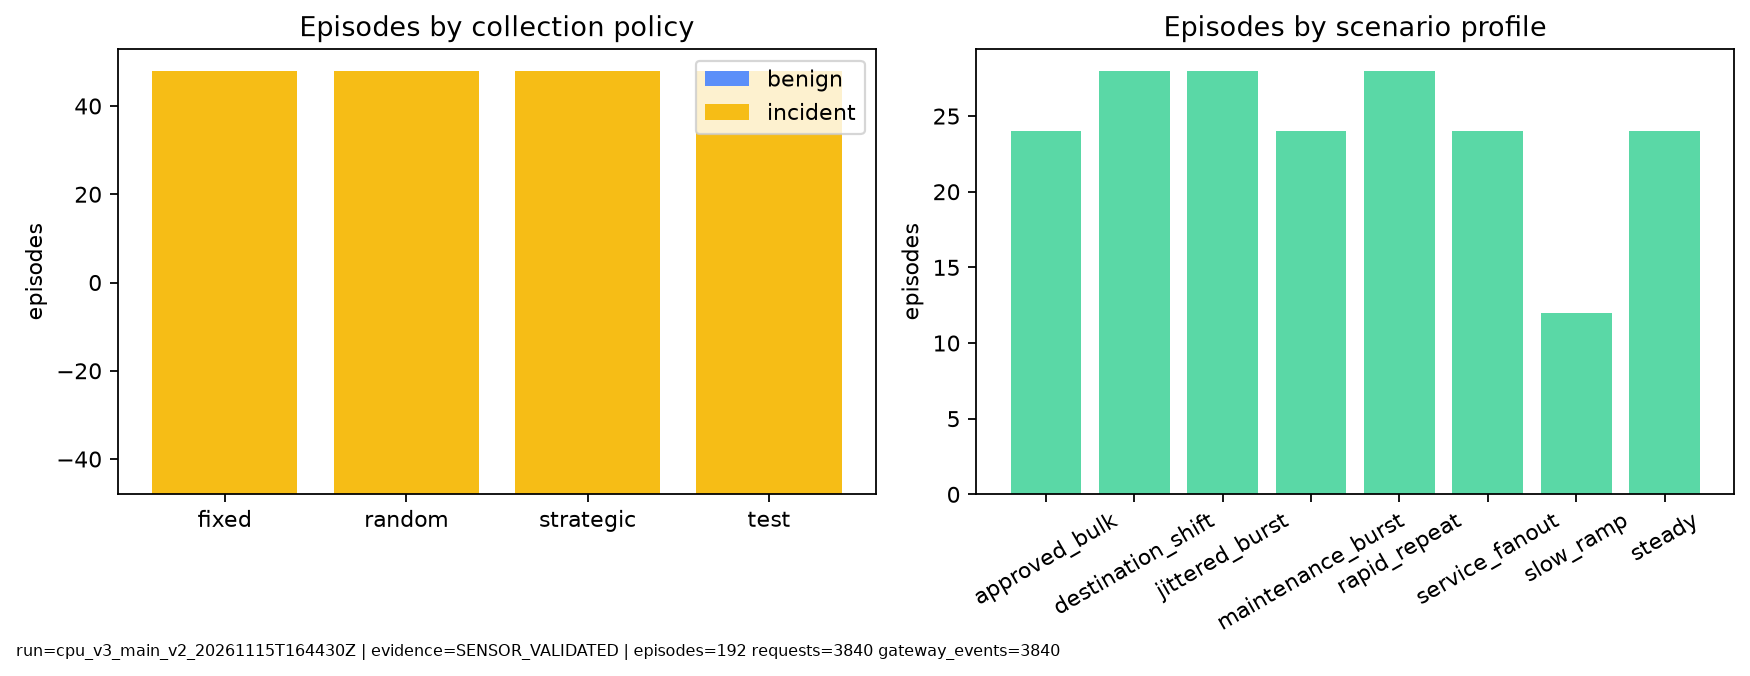 Episodes by collection policy
episodes
40
20
0
−20
−40
benign
incident
fixed
random
strategic
test
Episodes by scenario profile
episodes
25
20
15
10
5
0
approved_bulk
destination_shift
jittered_burst
maintenance_burst
rapid_repeat
service_fanout
slow_ramp
steady
run=cpu_v3_main_v2_20261115T164430Z | evidence=SENSOR_VALIDATED | episodes=192 requests=3840 gateway_events=3840